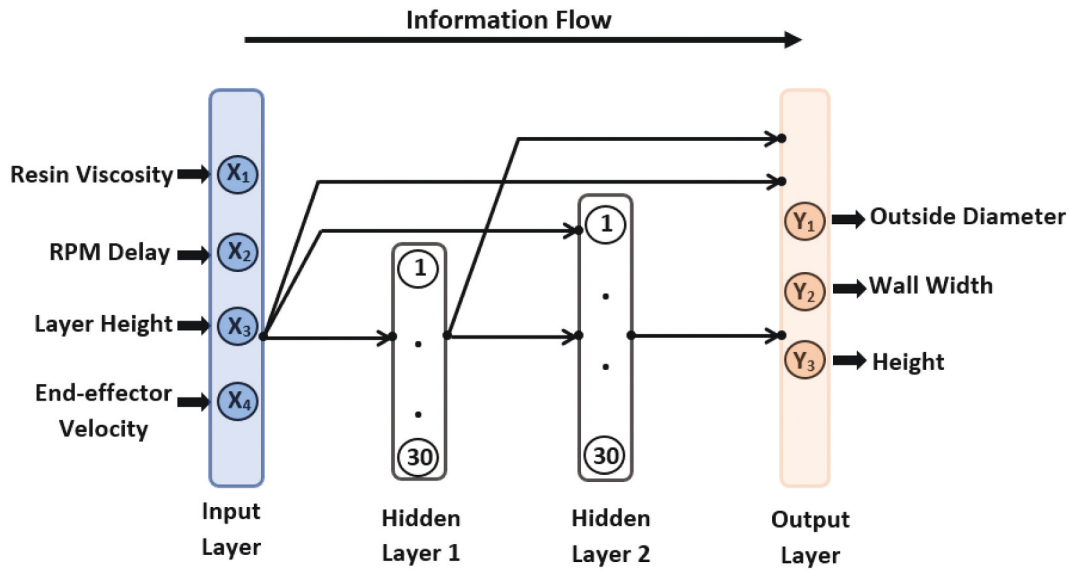 Information Flow
Resin Viscosity
X1
RPM Delay
X2
Layer Height
X3
End-effector
Velocity
X4
1
30
1
30
Y1
Outside Diameter
Y2
Wall Width
Y3
Height
Input
Layer
Hidden
Layer 1
Hidden
Layer 2
Output
Layer